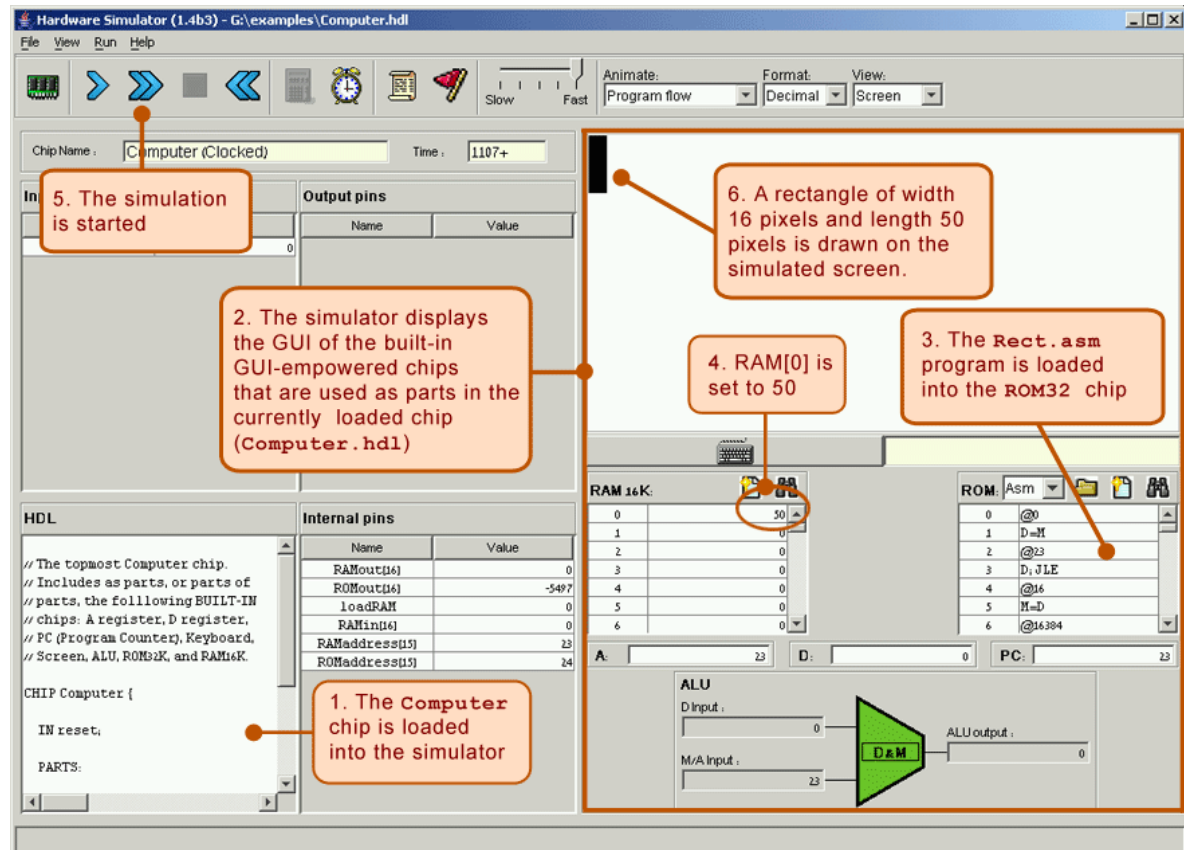 Hardware Simulator (1.4b3) - G:\examples\Computer.hdl
File View Run Help
Slow Fast
Animate:
Program flow
Format:
Decimal
View:
Screen
Chip Name : Computer (Clocked) Time : 1107+
5. The simulation
is started
0
Output pins
Name Value
2. The simulator displays
the GUI of the built-in
GUI-empowered chips
that are used as parts in the
currently loaded chip
(Computer.hdl)
6. A rectangle of width
16 pixels and length 50
pixels is drawn on the
simulated screen.
4. RAM[0] is
set to 50
3. The Rect.asm
program is loaded
into the ROM32 chip
HDL
// The topmost Computer chip.
// Includes as parts, or parts of
// parts, the folllowing BUILT-IN
// chips: A register, D register,
// PC (Program Counter), Keyboard,
// Screen, ALU, ROM32K, and RAM16K.
CHIP Computer {
IN reset;
PARTS:
Internal pins
Name Value
RAMout[16] 0
ROMout[16] -5497
loadRAM 0
RAMin[16] 0
RAMaddress[15] 23
ROMaddress[15] 24
1. The Computer
chip is loaded
into the simulator
RAM 16K:
0 50
1 0
2 0
3 0
4 0
5 0
6 0
ROM: Asm
0 @0
1 D=M
2 @23
3 D;JLE
4 @16
5 M=D
6 @16384
A: 23 D: 0 PC: 23
ALU
D Input :
0
M/A Input :
23
D&M
ALU output :
0